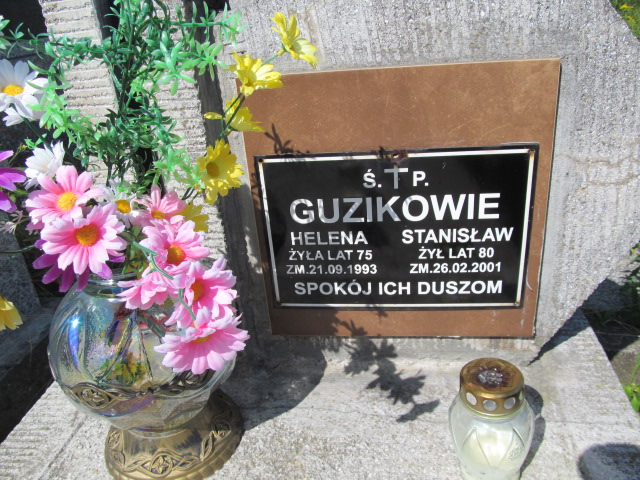 Ś. P.
GUZIKOWIE
HELENA STANISŁAW
ŻYŁA LAT 75 ŻYŁ LAT 80
ZM.21.09.1993 ZM.26.02.2001
SPOKÓJ ICH DUSZOM